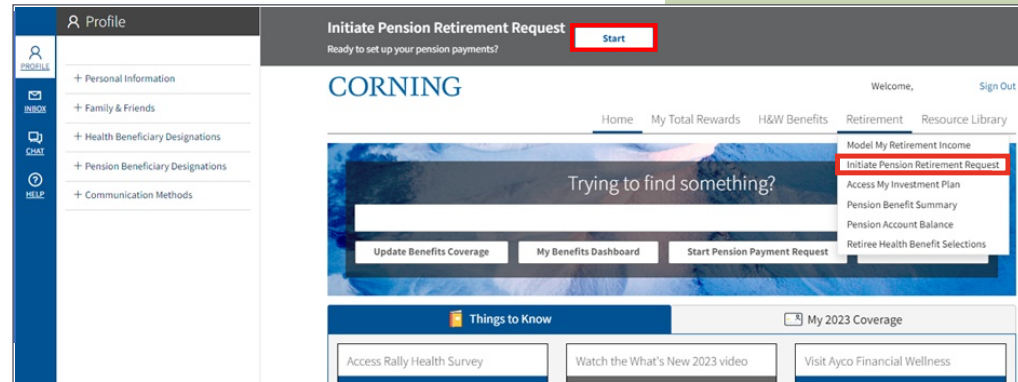 Profile
PROFILE
INBOX
CHAT
HELP
+ Personal Information
+ Family & Friends
+ Health Beneficiary Designations
+ Pension Beneficiary Designations
+ Communication Methods
Initiate Pension Retirement Request
Ready to set up your pension payments?
Start
CORNING
Welcome,
Sign Out
Home My Total Rewards H&W Benefits Retirement Resource Library
Model My Retirement Income
Initiate Pension Retirement Request
Access My Investment Plan
Pension Benefit Summary
Pension Account Balance
Retiree Health Benefit Selections
Trying to find something?
Update Benefits Coverage My Benefits Dashboard Start Pension Payment Request
Things to Know
My 2023 Coverage
Access Rally Health Survey
Watch the What's New 2023 video
Visit Ayco Financial Wellness